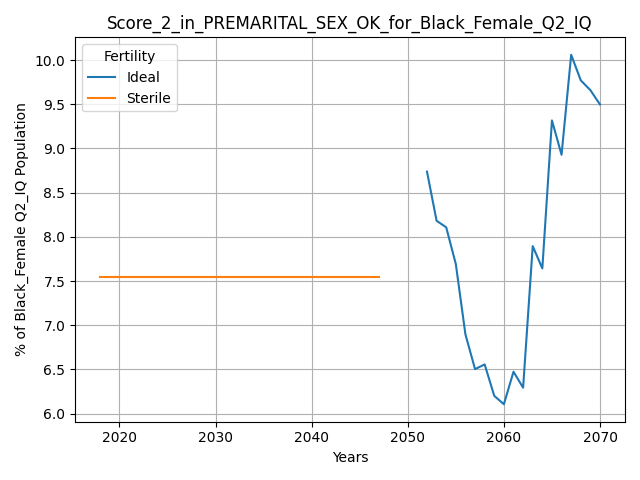 Score_2_in_PREMARITAL_SEX_OK_for_Black_Female_Q2_IQ
Fertility
Ideal
Sterile
% of Black_Female Q2_IQ Population
10.0
9.5
9.0
8.5
8.0
7.5
7.0
6.5
6.0
2020 2030 2040 2050 2060 2070
Years